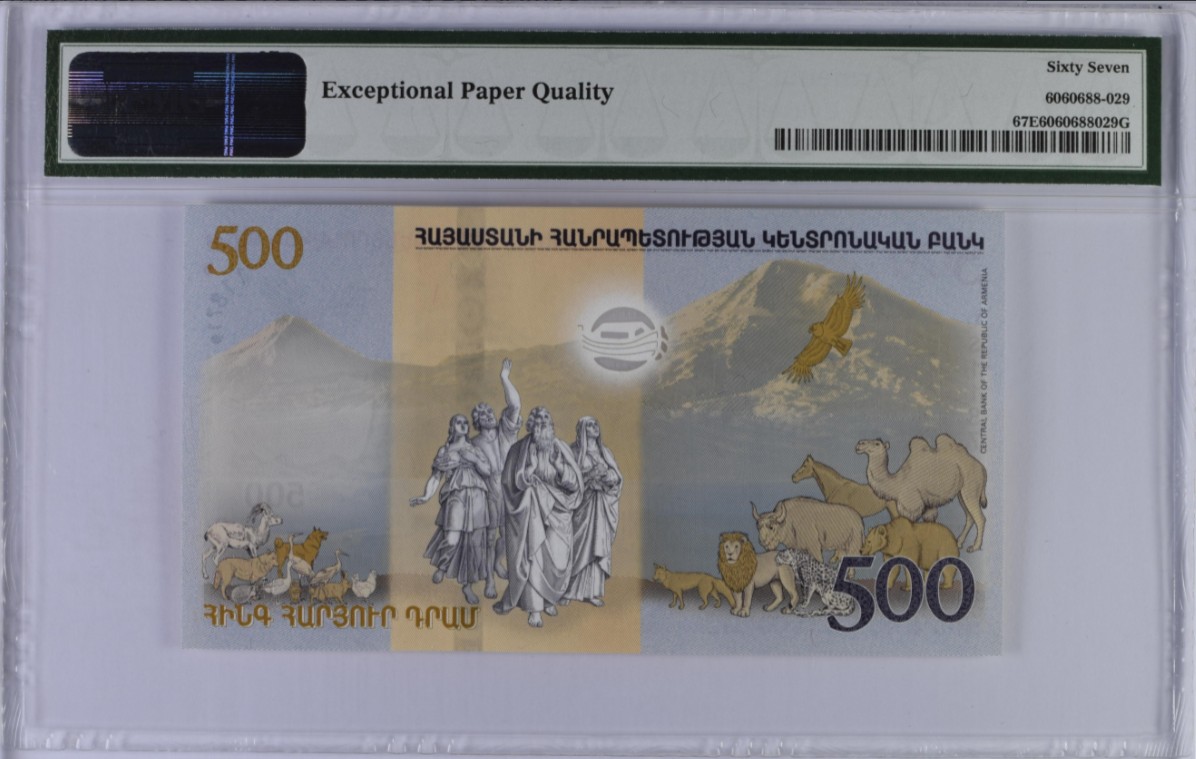 Exceptional Paper Quality
Sixty Seven
6060688-029
67E6060688029G
500
ՀԱՅԱՍՏԱՆԻ ՀԱՆՐԱՊԵՏՈՒԹՅԱՆ ԿԵՆՏՐՈՆԱԿԱՆ ԲԱՆԿ
CENTRAL BANK OF THE REPUBLIC OF ARMENIA
500
ՀԻՆԳ ՀԱՐՅՈՒՐ ԴՐԱՄ